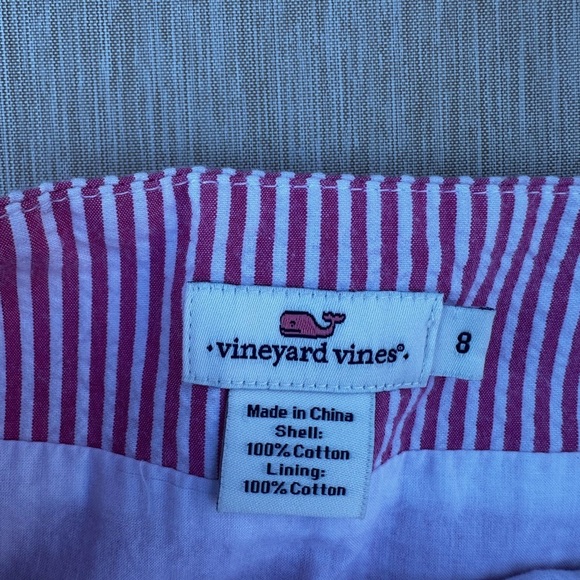 ·vineyard vines®·
8
Made in China
Shell:
100% Cotton
Lining:
100% Cotton